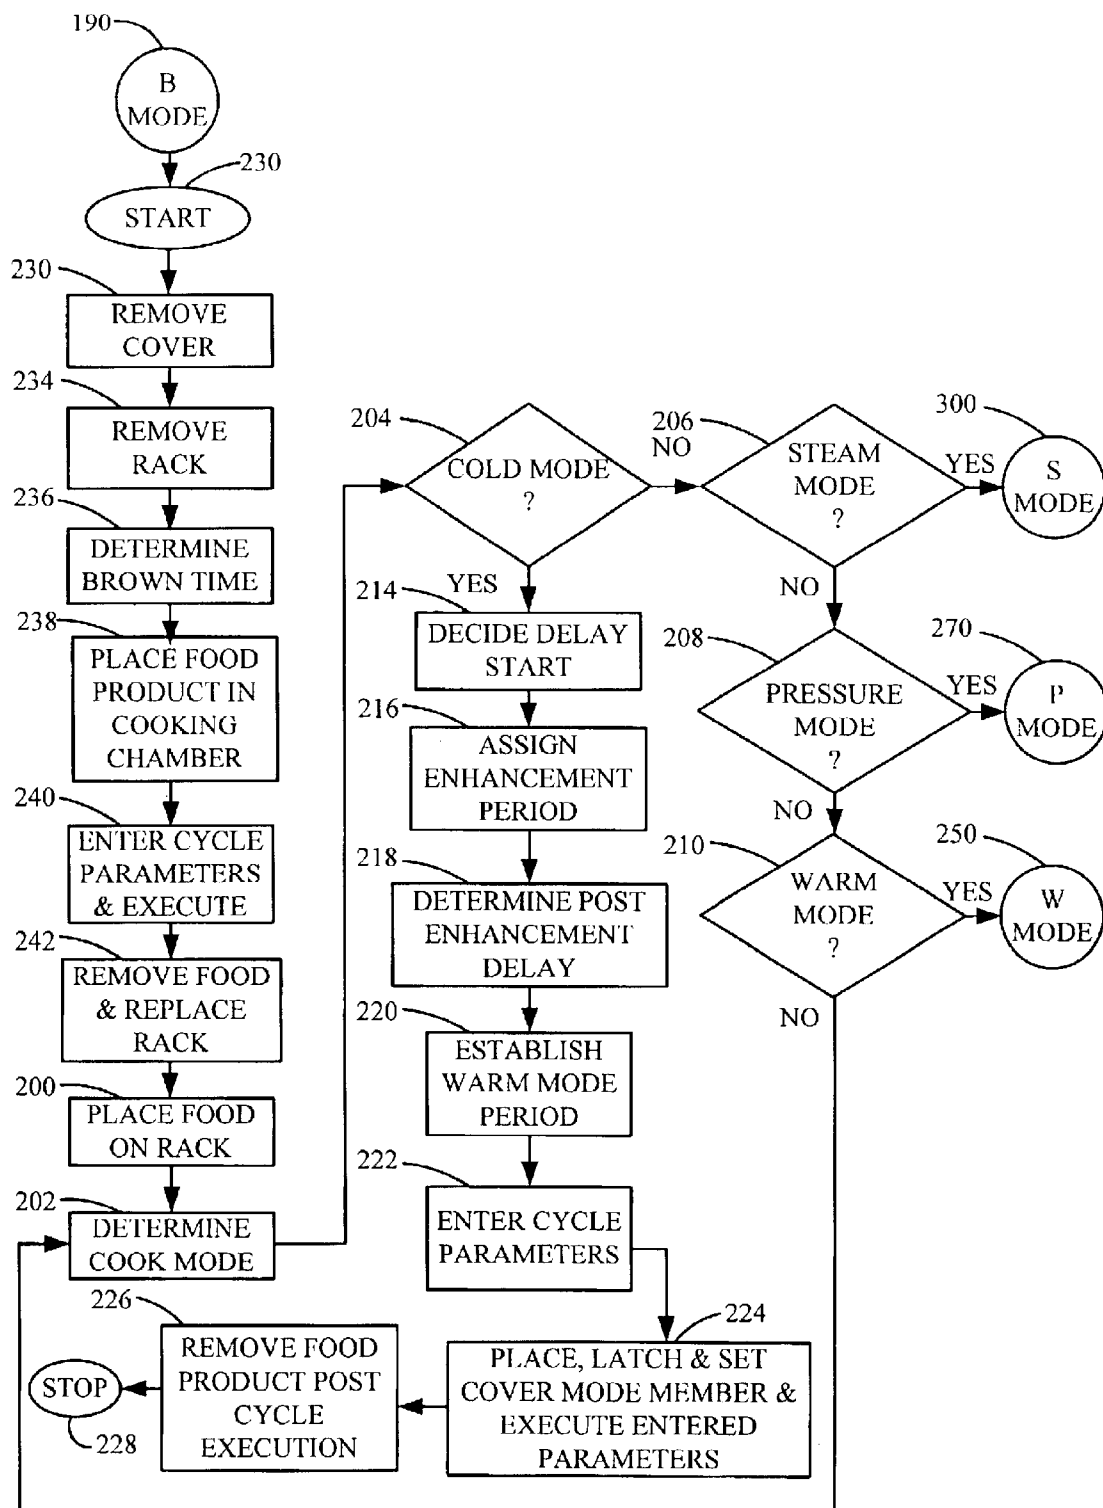 190
B
MODE
230
START
230
REMOVE
COVER
234
REMOVE
RACK
236
DETERMINE
BROWN TIME
238
PLACE FOOD
PRODUCT IN
COOKING
CHAMBER
240
ENTER CYCLE
PARAMETERS
& EXECUTE
242
REMOVE FOOD
& REPLACE
RACK
200
PLACE FOOD
ON RACK
202
DETERMINE
COOK MODE
204
COLD MODE
?
NO
YES
206
STEAM
MODE
?
YES
NO
300
S
MODE
214
DECIDE DELAY
START
216
ASSIGN
ENHANCEMENT
PERIOD
218
DETERMINE POST
ENHANCEMENT
DELAY
220
ESTABLISH
WARM MODE
PERIOD
222
ENTER CYCLE
PARAMETERS
208
PRESSURE
MODE
?
YES
NO
270
P
MODE
210
WARM
MODE
?
YES
NO
250
W
MODE
224
PLACE, LATCH & SET
COVER MODE MEMBER &
EXECUTE ENTERED
PARAMETERS
226
REMOVE FOOD
PRODUCT POST
CYCLE
EXECUTION
STOP
228